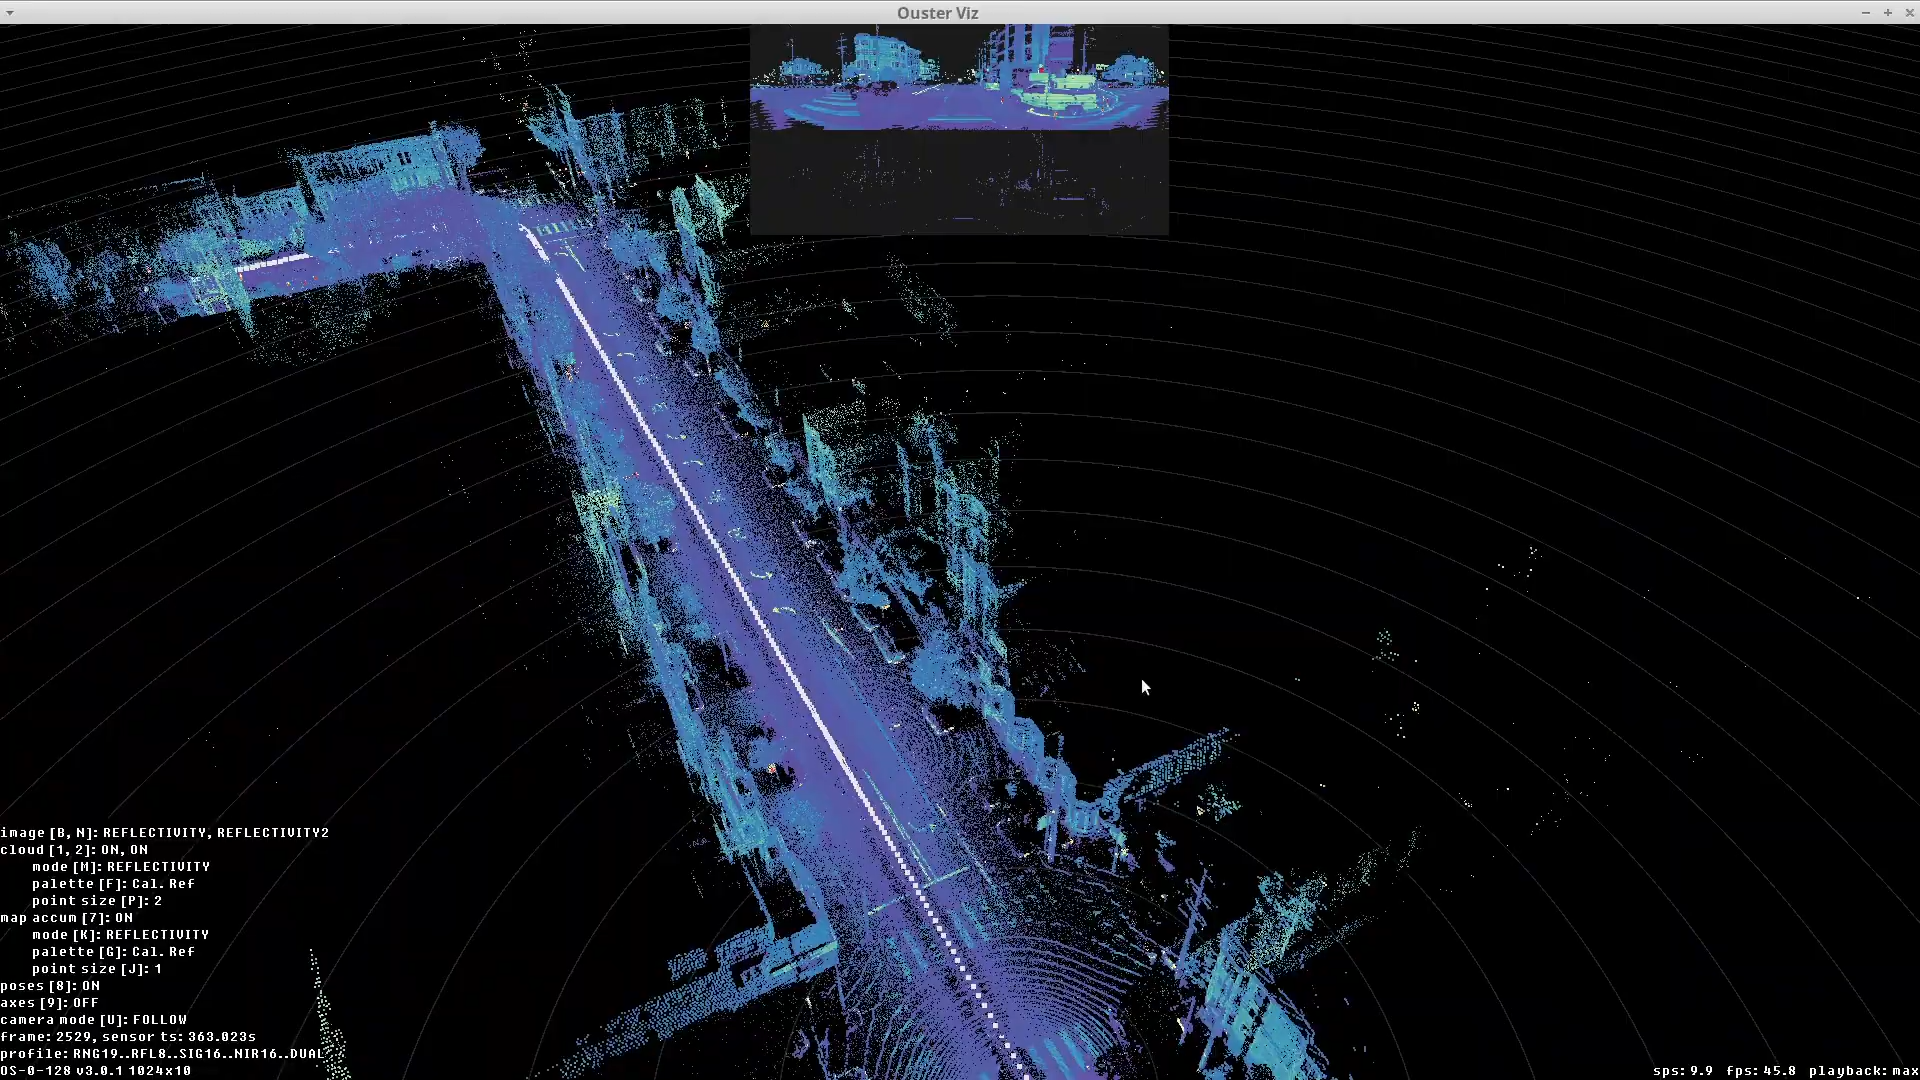 Ouster Viz
image [B, N]: REFLECTIVITY, REFLECTIVITY2
cloud [1, 2]: ON, ON
mode [M]: REFLECTIVITY
palette [F]: Cal. Ref
point size [P]: 2
map accum [7]: ON
mode [K]: REFLECTIVITY
palette [G]: Cal. Ref
point size [J]: 1
poses [8]: ON
axes [9]: OFF
camera mode [U]: FOLLOW
frame: 2529, sensor ts: 363.023s
profile: RNG19..RFL8..SIG16..NIR16..DUAL
OS-0-128 v3.0.1 1024x10
sps: 9.9 fps: 45.8 playback: max